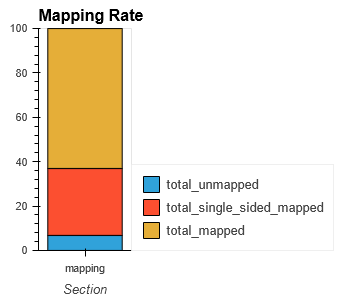 Mapping Rate
100
80
60
40
20
0
mapping
Section
total_unmapped
total_single_sided_mapped
total_mapped